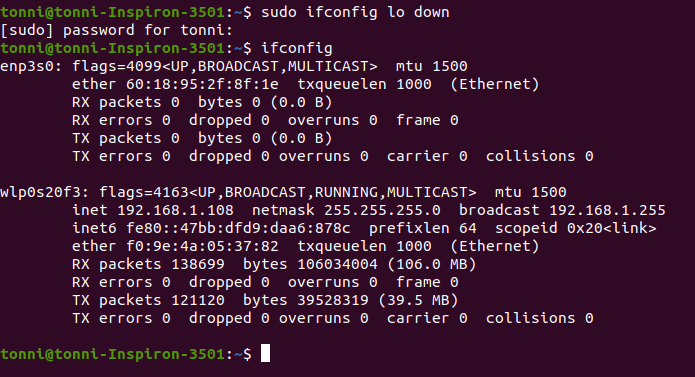 tonni@tonni-Inspiron-3501:~$ sudo ifconfig lo down
[sudo] password for tonni:
tonni@tonni-Inspiron-3501:~$ ifconfig
enp3s0: flags=4099<UP,BROADCAST,MULTICAST>  mtu 1500
        ether 60:18:95:2f:8f:1e  txqueuelen 1000  (Ethernet)
        RX packets 0  bytes 0 (0.0 B)
        RX errors 0  dropped 0  overruns 0  frame 0
        TX packets 0  bytes 0 (0.0 B)
        TX errors 0  dropped 0 overruns 0  carrier 0  collisions 0

wlp0s20f3: flags=4163<UP,BROADCAST,RUNNING,MULTICAST>  mtu 1500
        inet 192.168.1.108  netmask 255.255.255.0  broadcast 192.168.1.255
        inet6 fe80::47bb:dfd9:daa6:878c  prefixlen 64  scopeid 0x20<link>
        ether f0:9e:4a:05:37:82  txqueuelen 1000  (Ethernet)
        RX packets 138699  bytes 106034004 (106.0 MB)
        RX errors 0  dropped 0  overruns 0  frame 0
        TX packets 121120  bytes 39528319 (39.5 MB)
        TX errors 0  dropped 0 overruns 0  carrier 0  collisions 0

tonni@tonni-Inspiron-3501:~$